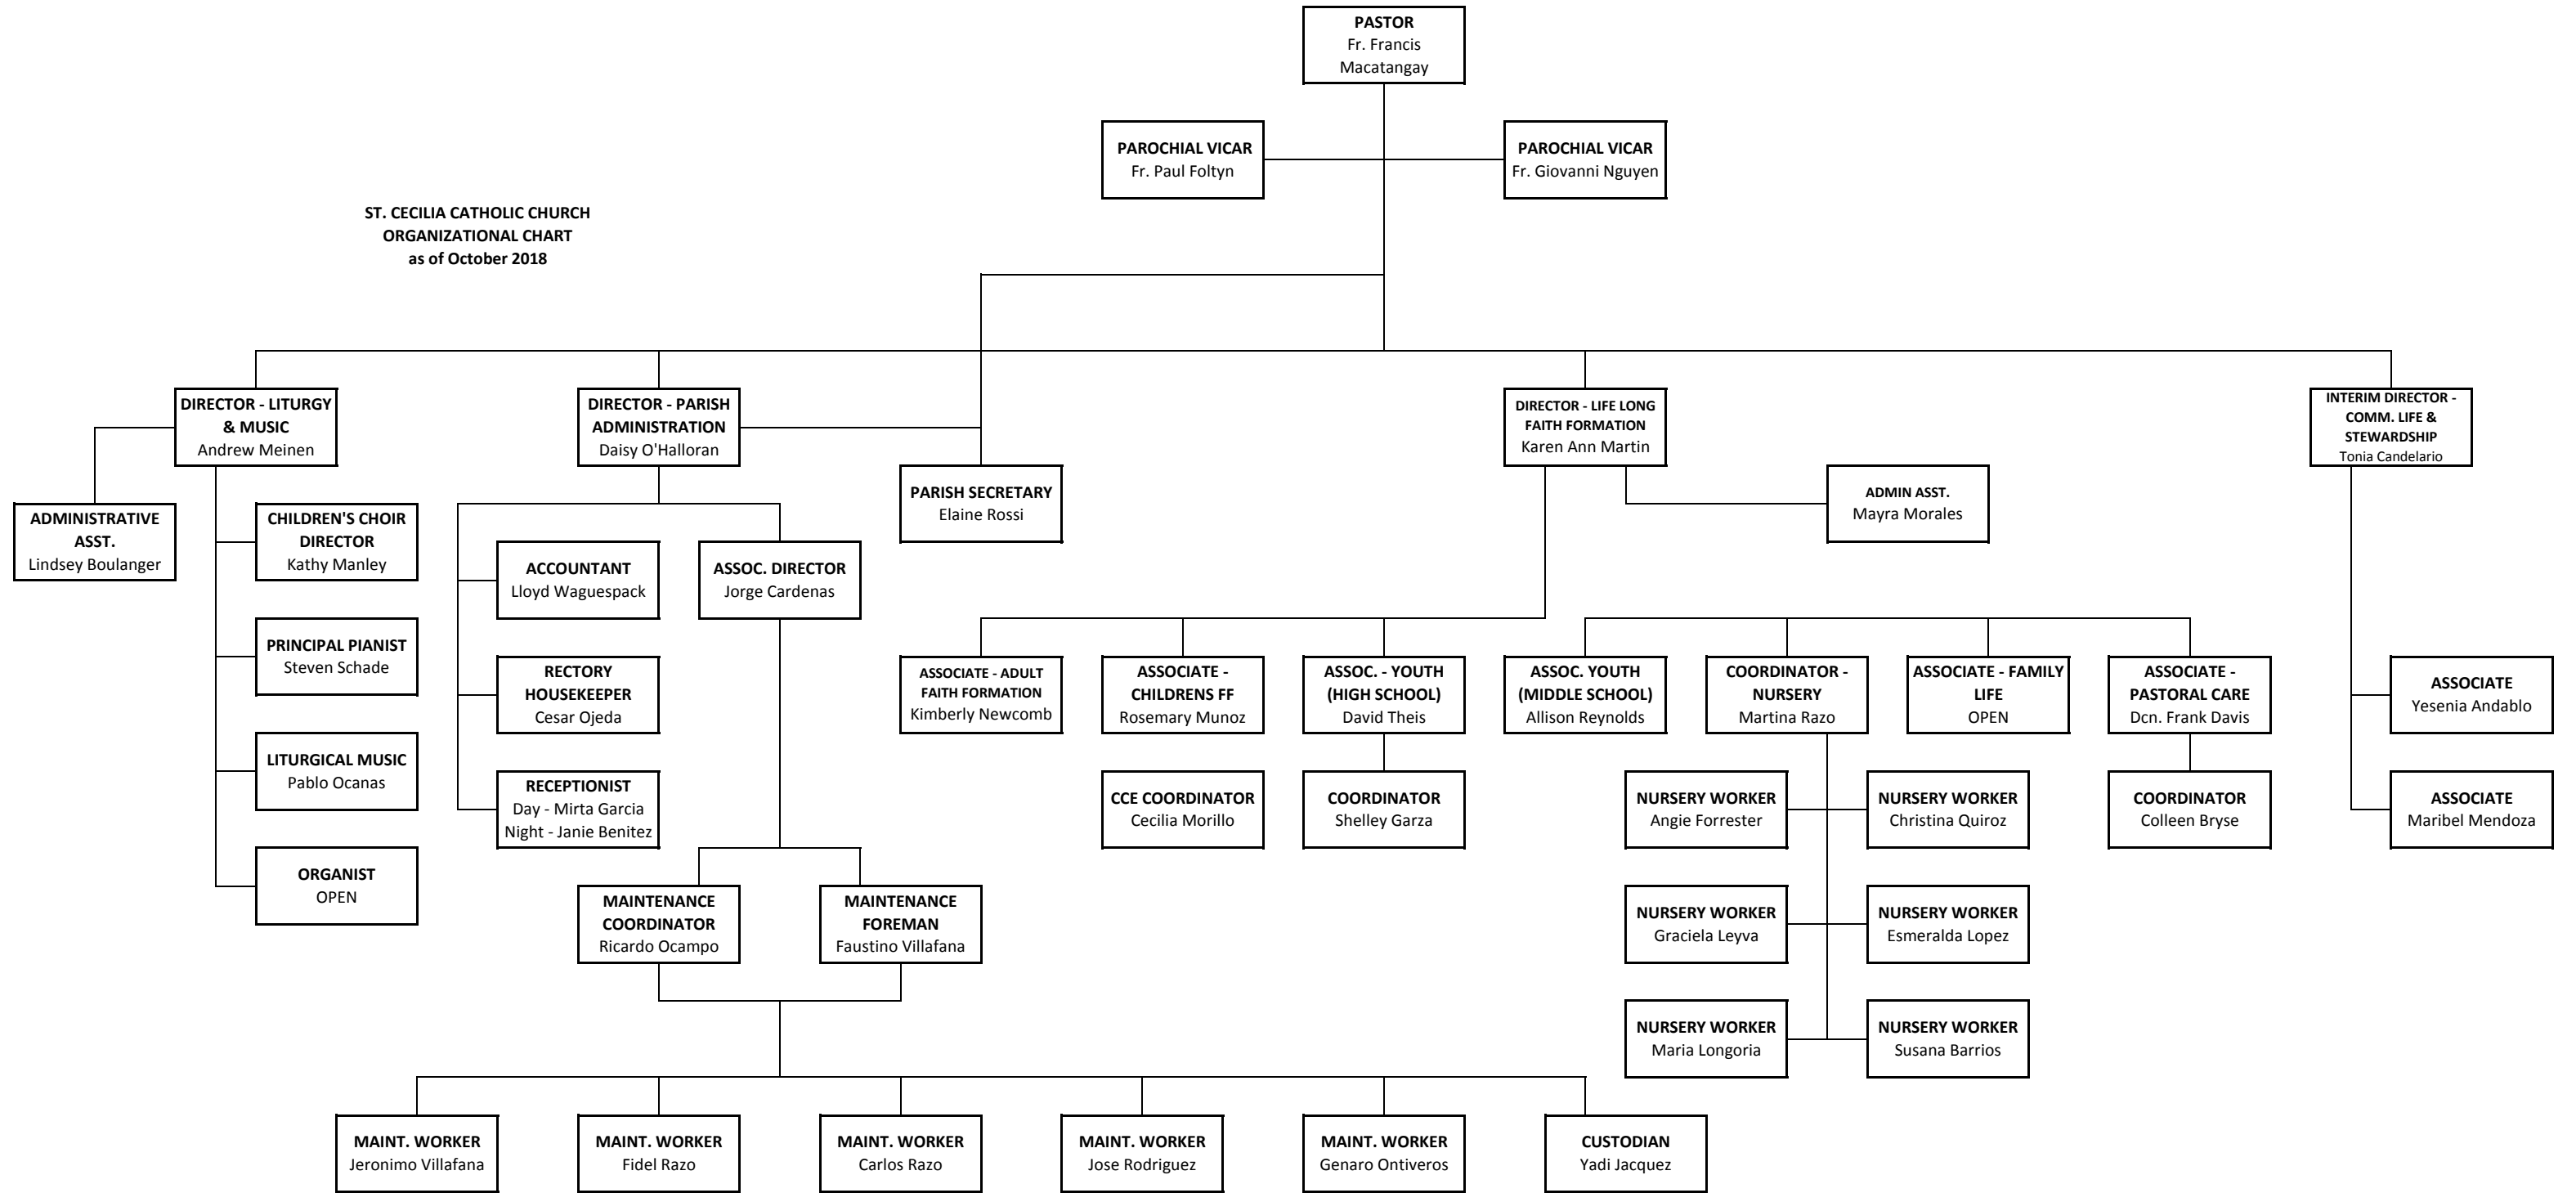 PASTOR
Fr. Francis
Macatangay
PAROCHIAL VICAR
Fr. Paul Foltyn
PAROCHIAL VICAR
Fr. Giovanni Nguyen
ST. CECILIA CATHOLIC CHURCH
ORGANIZATIONAL CHART
as of October 2018
DIRECTOR - LITURGY
& MUSIC
Andrew Meinen
DIRECTOR - PARISH
ADMINISTRATION
Daisy O'Halloran
DIRECTOR - LIFE LONG
FAITH FORMATION
Karen Ann Martin
INTERIM DIRECTOR -
COMM. LIFE &
STEWARDSHIP
Tonia Candelario
PARISH SECRETARY
Elaine Rossi
ADMIN ASST.
Mayra Morales
ADMINISTRATIVE
ASST.
Lindsey Boulanger
CHILDREN'S CHOIR
DIRECTOR
Kathy Manley
ACCOUNTANT
Lloyd Waguespack
ASSOC. DIRECTOR
Jorge Cardenas
PRINCIPAL PIANIST
Steven Schade
RECTORY
HOUSEKEEPER
Cesar Ojeda
ASSOCIATE - ADULT
FAITH FORMATION
Kimberly Newcomb
ASSOCIATE -
CHILDRENS FF
Rosemary Munoz
ASSOC. - YOUTH
(HIGH SCHOOL)
David Theis
ASSOC. YOUTH
(MIDDLE SCHOOL)
Allison Reynolds
COORDINATOR -
NURSERY
Martina Razo
ASSOCIATE - FAMILY
LIFE
OPEN
ASSOCIATE -
PASTORAL CARE
Dcn. Frank Davis
ASSOCIATE
Yesenia Andablo
LITURGICAL MUSIC
Pablo Ocanas
RECEPTIONIST
Day - Mirta Garcia
Night - Janie Benitez
CCE COORDINATOR
Cecilia Morillo
COORDINATOR
Shelley Garza
NURSERY WORKER
Angie Forrester
NURSERY WORKER
Christina Quiroz
COORDINATOR
Colleen Bryse
ASSOCIATE
Maribel Mendoza
ORGANIST
OPEN
MAINTENANCE
COORDINATOR
Ricardo Ocampo
MAINTENANCE
FOREMAN
Faustino Villafana
NURSERY WORKER
Graciela Leyva
NURSERY WORKER
Esmeralda Lopez
NURSERY WORKER
Maria Longoria
NURSERY WORKER
Susana Barrios
MAINT. WORKER
Jeronimo Villafana
MAINT. WORKER
Fidel Razo
MAINT. WORKER
Carlos Razo
MAINT. WORKER
Jose Rodriguez
MAINT. WORKER
Genaro Ontiveros
CUSTODIAN
Yadi Jacquez